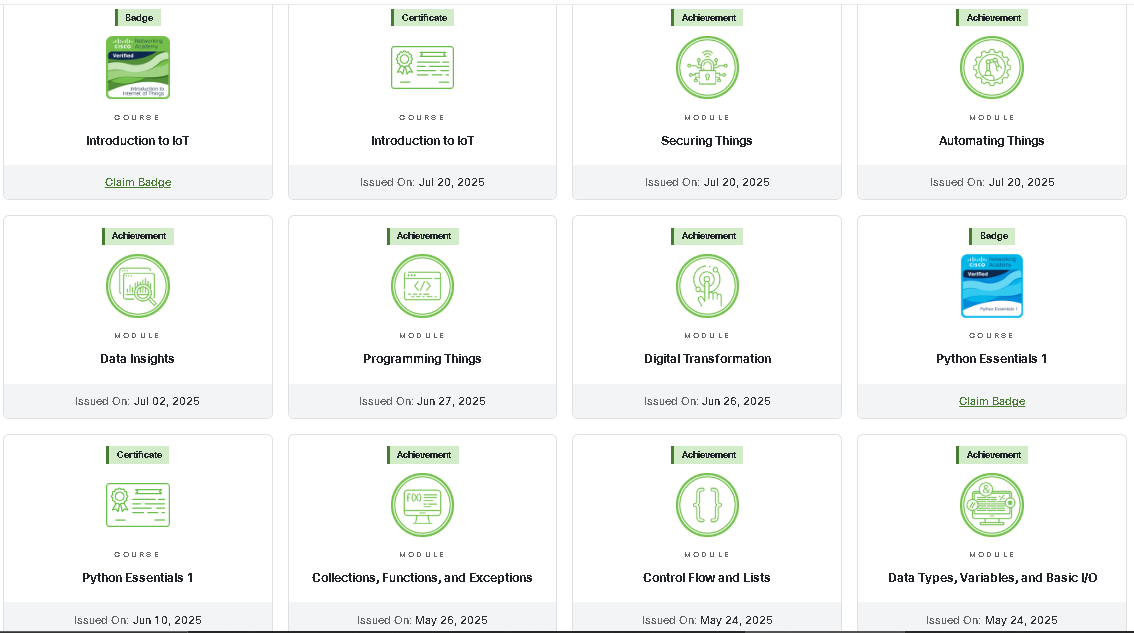 Badge
Networking
Academy
CISCO
Verified
Introduction to
Internet of Things
COURSE
Introduction to IoT
Claim Badge
Certificate
COURSE
Introduction to IoT
Issued On: Jul 20, 2025
Achievement
MODULE
Securing Things
Issued On: Jul 20, 2025
Achievement
MODULE
Automating Things
Issued On: Jul 20, 2025
Achievement
MODULE
Data Insights
Issued On: Jul 02, 2025
Achievement
</>
MODULE
Programming Things
Issued On: Jun 27, 2025
Achievement
MODULE
Digital Transformation
Issued On: Jun 26, 2025
Badge
Networking
Academy
CISCO
Verified
Python Essentials 1
COURSE
Python Essentials 1
Claim Badge
Certificate
COURSE
Python Essentials 1
Issued On: Jun 10, 2025
Achievement
f(x)
MODULE
Collections, Functions, and Exceptions
Issued On: May 26, 2025
Achievement
{ }
MODULE
Control Flow and Lists
Issued On: May 24, 2025
Achievement
&
MODULE
Data Types, Variables, and Basic I/O
Issued On: May 24, 2025